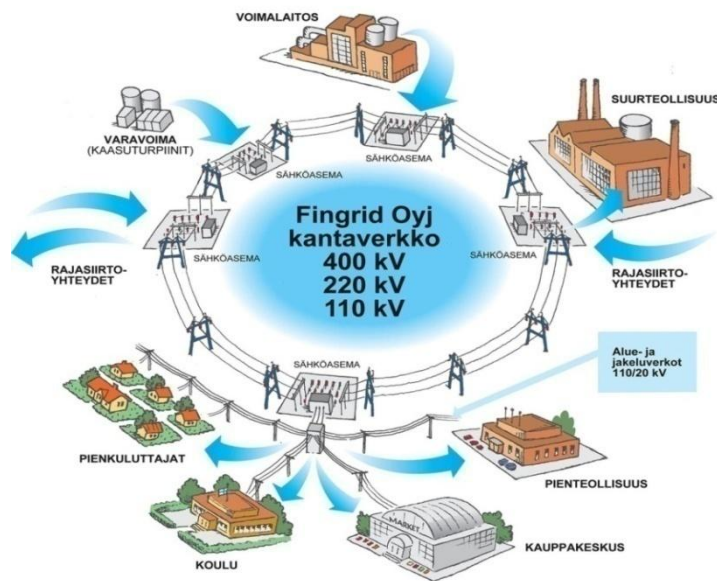 VOIMALAITOS
SUURTEOLLISUUS
VARAVOIMA
(KAASUTURPIINIT)
SÄHKÖASEMA
SÄHKÖASEMA
Fingrid Oyj
kantaverkko
400 kV
220 kV
110 kV
SÄHKÖASEMA
SÄHKÖASEMA
RAJASIIRTO-
YHTEYDET
RAJASIIRTO-
YHTEYDET
Alue- ja
jakeluverkot
110/20 kV
SÄHKÖASEMA
PIENKULUTTAJAT
PIENTEOLLISUUS
MARKET
KOULU
KAUPPAKESKUS